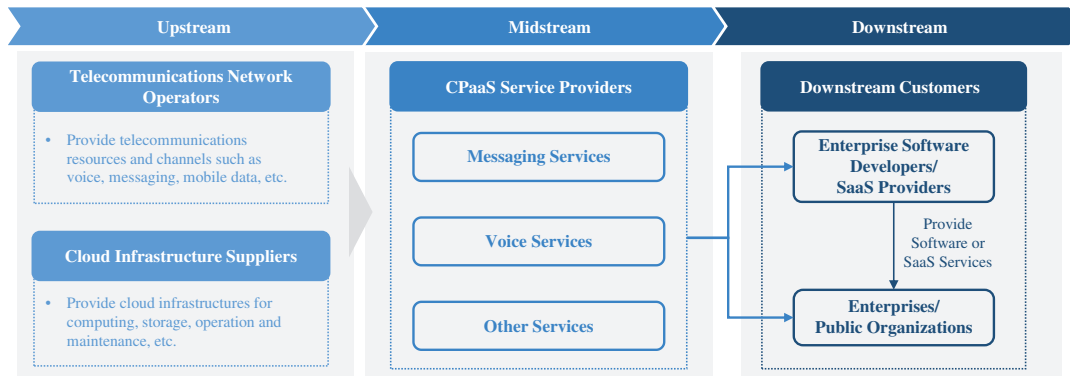 Upstream
Midstream
Downstream
Telecommunications Network
Operators
• Provide telecommunications
resources and channels such as
voice, messaging, mobile data, etc.
Cloud Infrastructure Suppliers
• Provide cloud infrastructures for
computing, storage, operation and
maintenance, etc.
CPaaS Service Providers
Messaging Services
Voice Services
Other Services
Downstream Customers
Enterprise Software
Developers/
SaaS Providers
Provide
Software or
SaaS Services
Enterprises/
Public Organizations